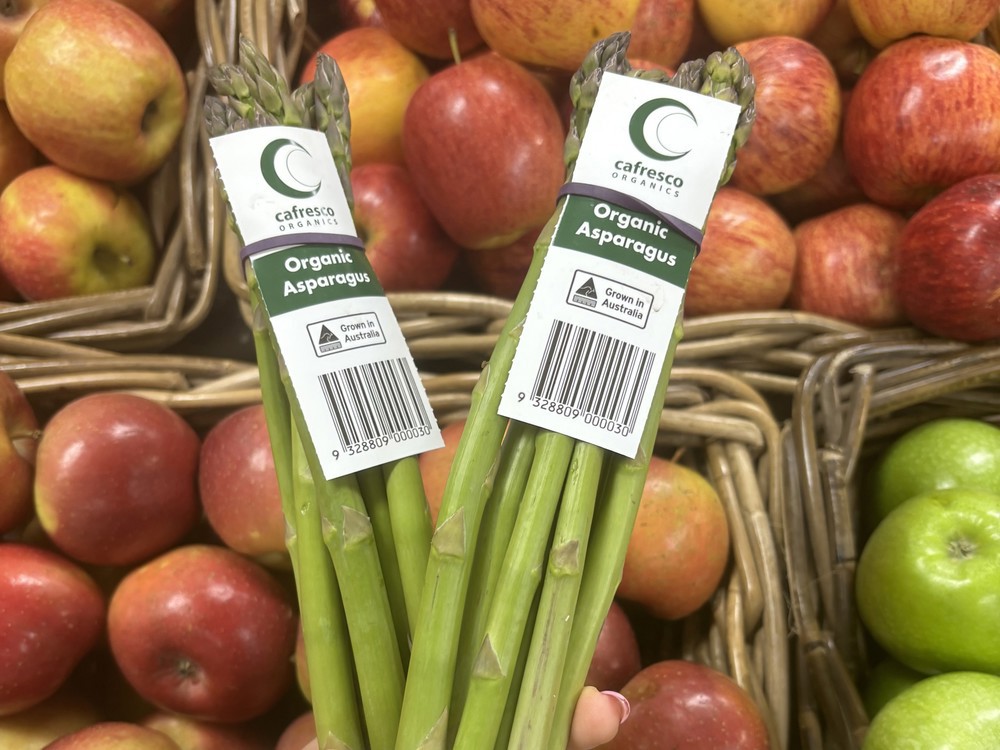 cafresco
ORGANICS
Organic
Asparagus
Grown in
Australia
9 328809 000030
cafresco
ORGANICS
Organic
Asparagus
Grown in
Australia
9 328809 000030